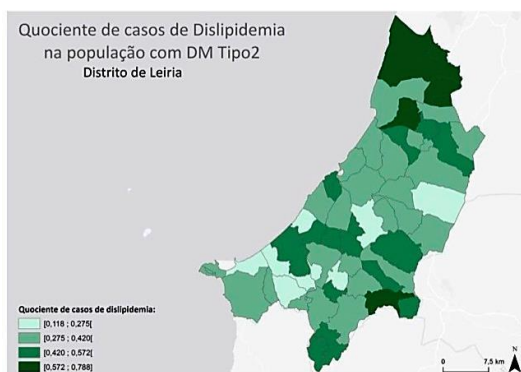 Quociente de casos de Dislipidemia
na população com DM Tipo2
Distrito de Leiria
Quociente de casos de dislipidemia:
[0,118 ; 0,275[
[0,275 ; 0,420[
[0,420 ; 0,572[
[0,572 ; 0,788]
0 7,5 km
N